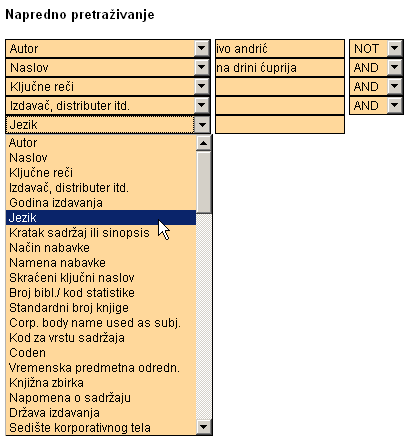 Napredno pretraživanje
Autor ivo andrić NOT
Naslov na drini ćuprija AND
Ključne reči AND
Izdavač, distributer itd. AND
Jezik
Autor
Naslov
Ključne reči
Izdavač, distributer itd.
Godina izdavanja
Jezik
Kratak sadržaj ili sinopsis
Način nabavke
Namena nabavke
Skraćeni ključni naslov
Broj bibl./ kod statistike
Standardni broj knjige
Corp. body name used as subj.
Kod za vrstu sadržaja
Coden
Vremenska predmetna odredn.
Knjižna zbirka
Napomena o sadržaju
Država izdavanja
Sedište korporativnog tela